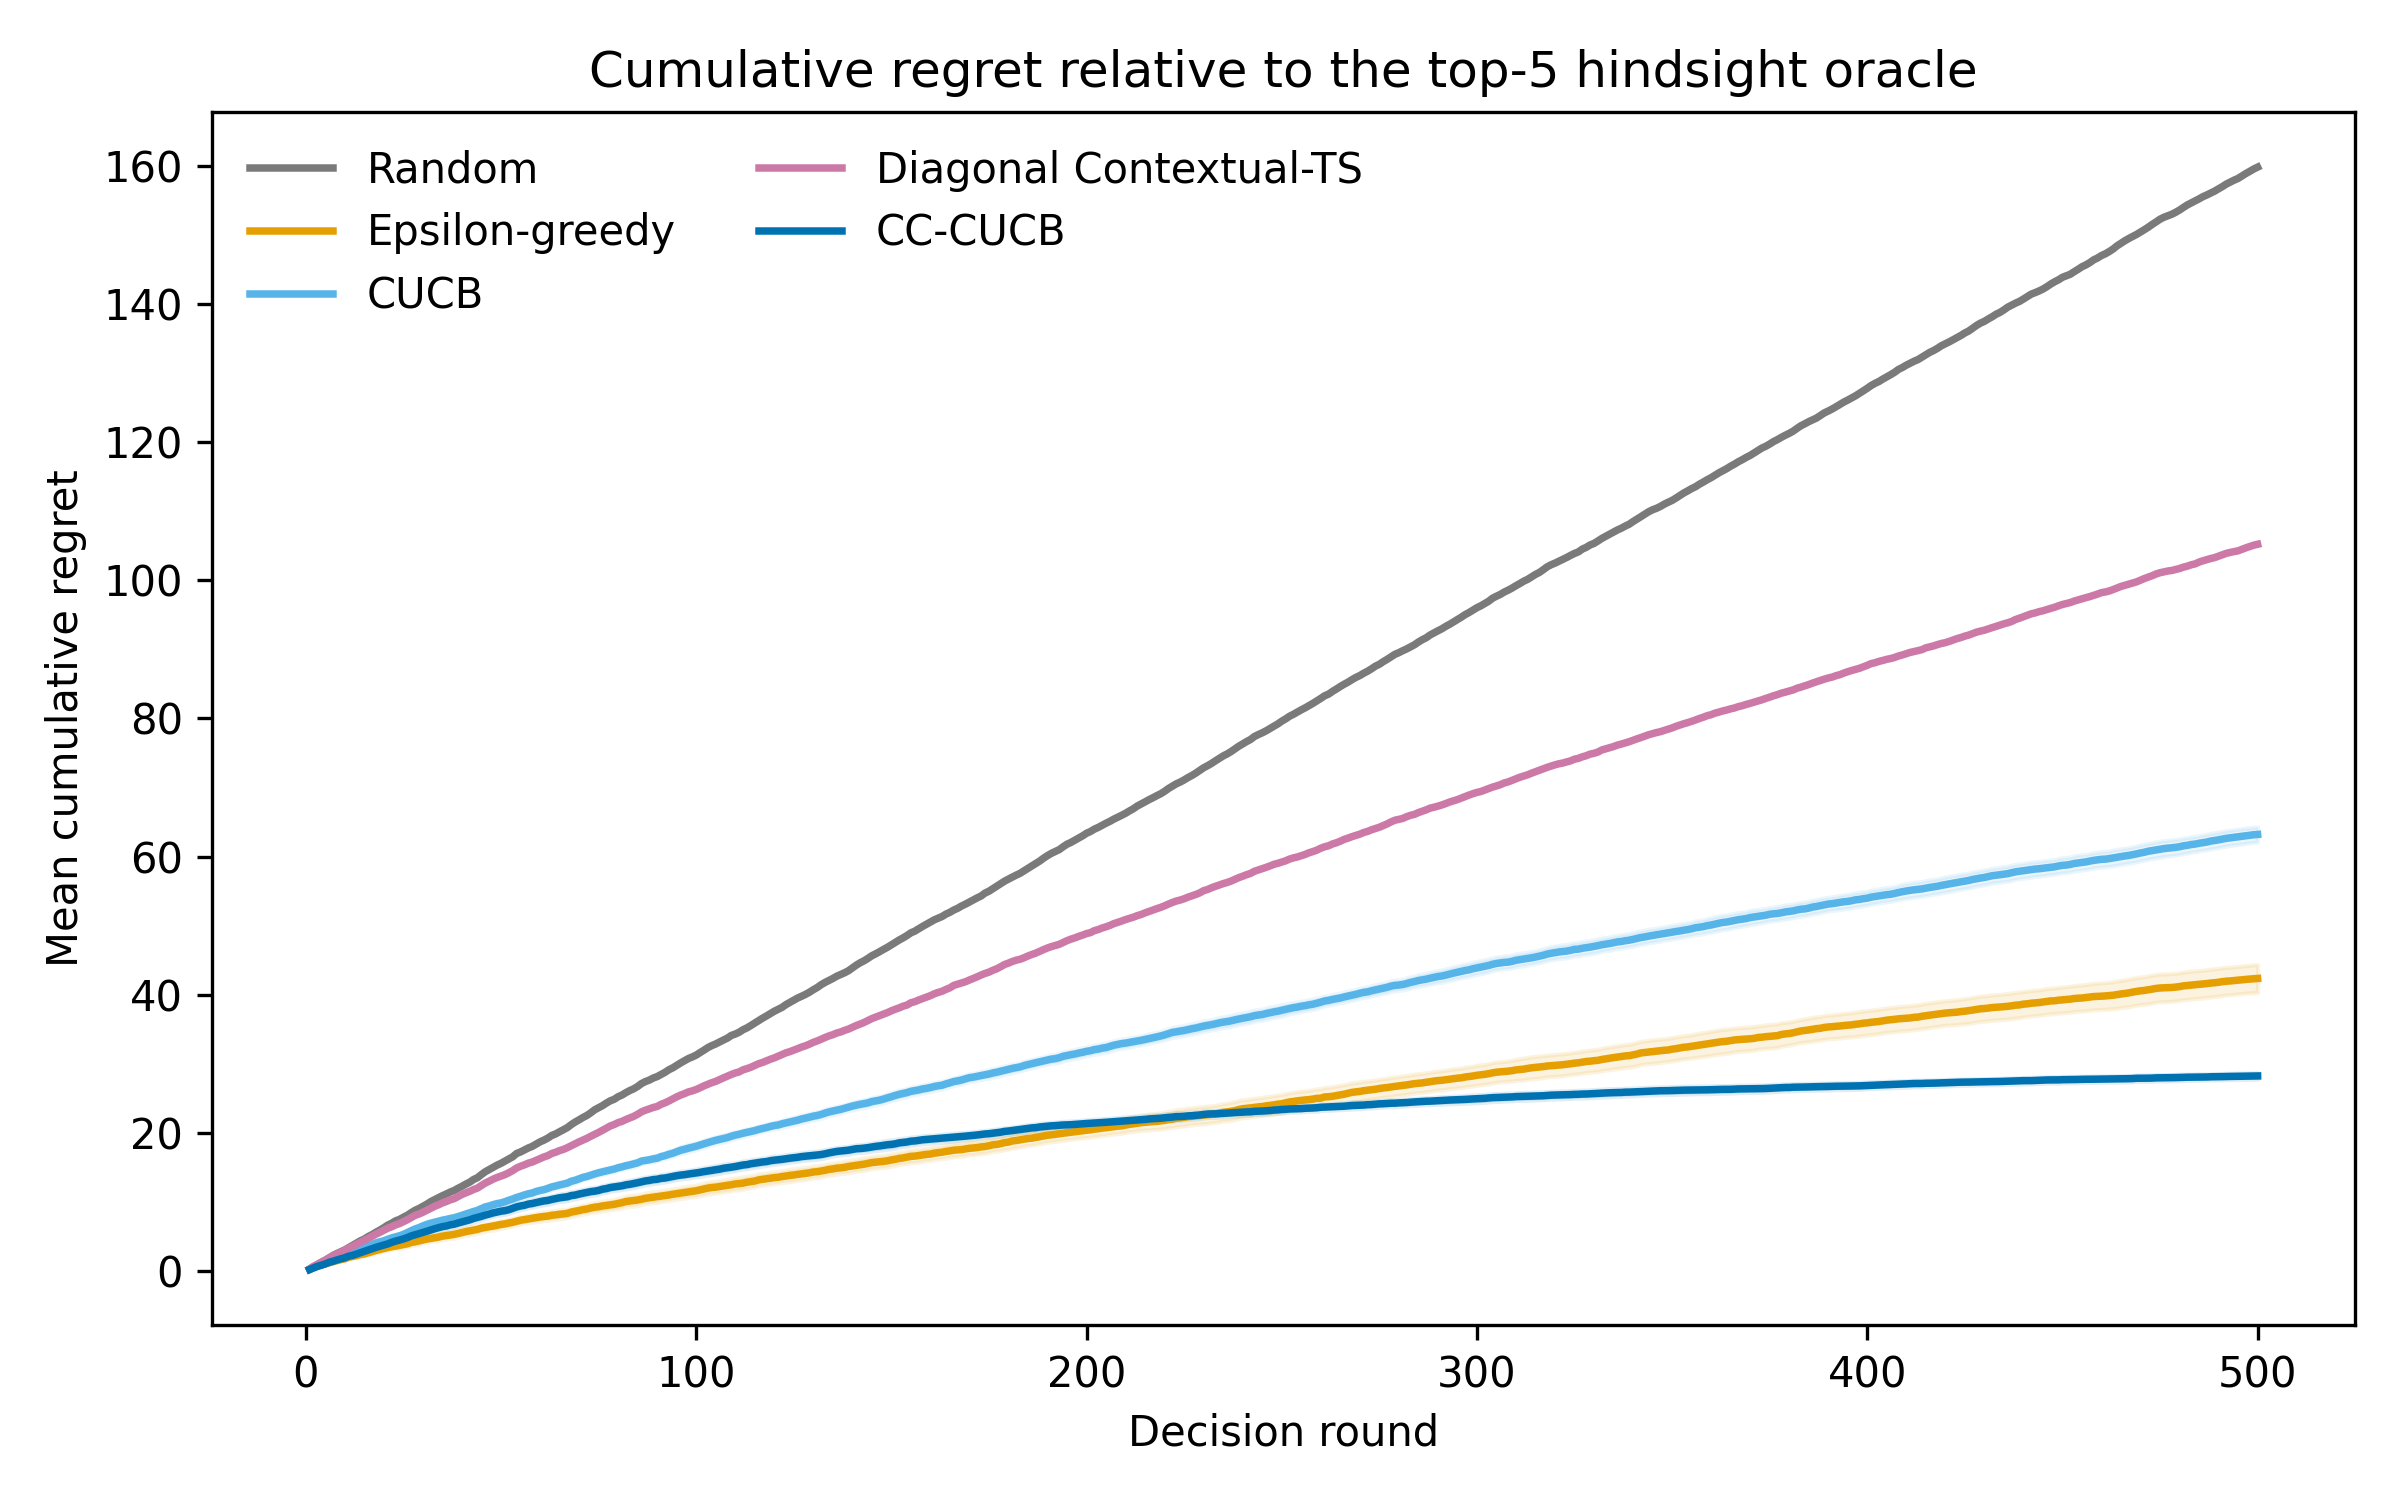 Cumulative regret relative to the top-5 hindsight oracle
Random
Epsilon-greedy
CUCB
Diagonal Contextual-TS
CC-CUCB
Mean cumulative regret
160
140
120
100
80
60
40
20
0
0 100 200 300 400 500
Decision round